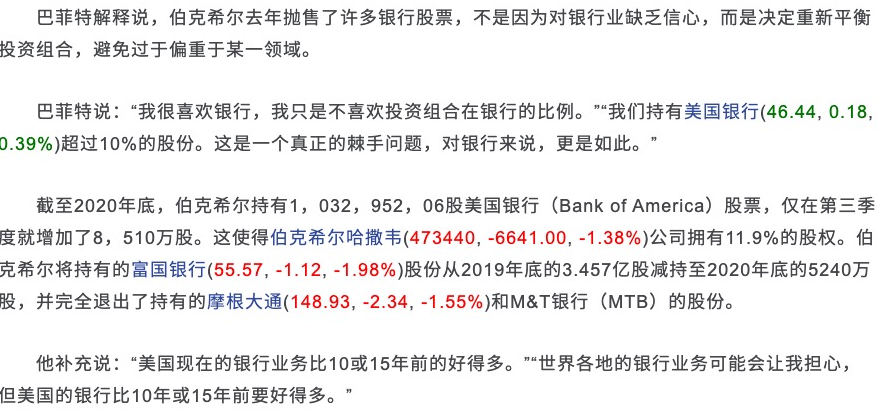 巴菲特解释说，伯克希尔去年抛售了许多银行股票，不是因为对银行业缺乏信心，而是决定重新平衡
投资组合，避免过于偏重于某一领域。
巴菲特说：“我很喜欢银行，我只是不喜欢投资组合在银行的比例。”“我们持有美国银行(46.44, 0.18,
0.39%)超过10%的股份。这是一个真正的棘手问题，对银行来说，更是如此。”
截至2020年底，伯克希尔持有1，032，952，06股美国银行（Bank of America）股票，仅在第三季
度就增加了8，510万股。这使得伯克希尔哈撒韦(473440, -6641.00, -1.38%)公司拥有11.9%的股权。伯
克希尔将持有的富国银行(55.57, -1.12, -1.98%)股份从2019年底的3.457亿股减持至2020年底的5240万
股，并完全退出了持有的摩根大通(148.93, -2.34, -1.55%)和M&T银行（MTB）的股份。
他补充说：“美国现在的银行业务比10或15年前的好得多。”“世界各地的银行业务可能会让我担心，
但美国的银行比10年或15年前要好得多。”